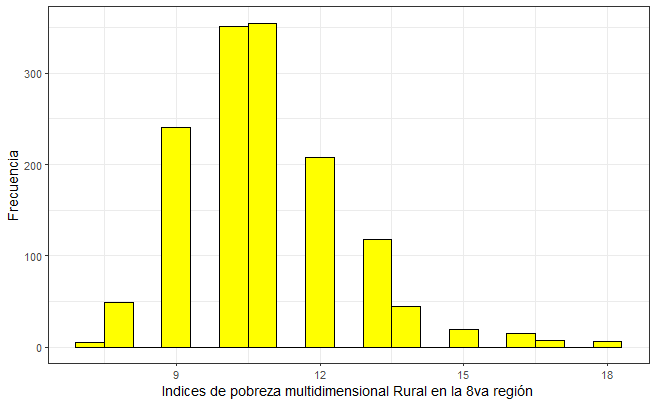 Frecuencia
300
200
100
0
9 12 15 18
Indices de pobreza multidimensional Rural en la 8va región